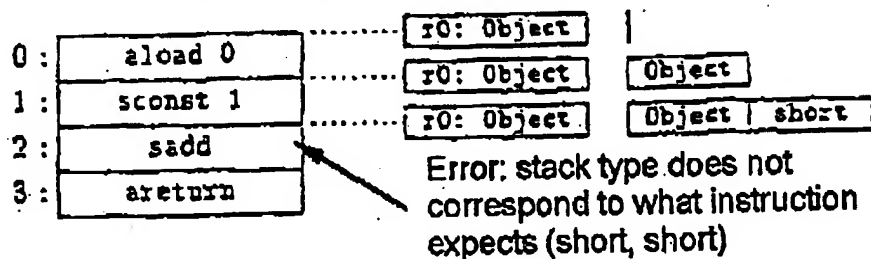 r0: Object
0: aload 0
r0: Object Object
1: sconst 1
r0: Object Object short
2: sadd
3: areturn
Error: stack type does not
correspond to what instruction
expects (short, short)